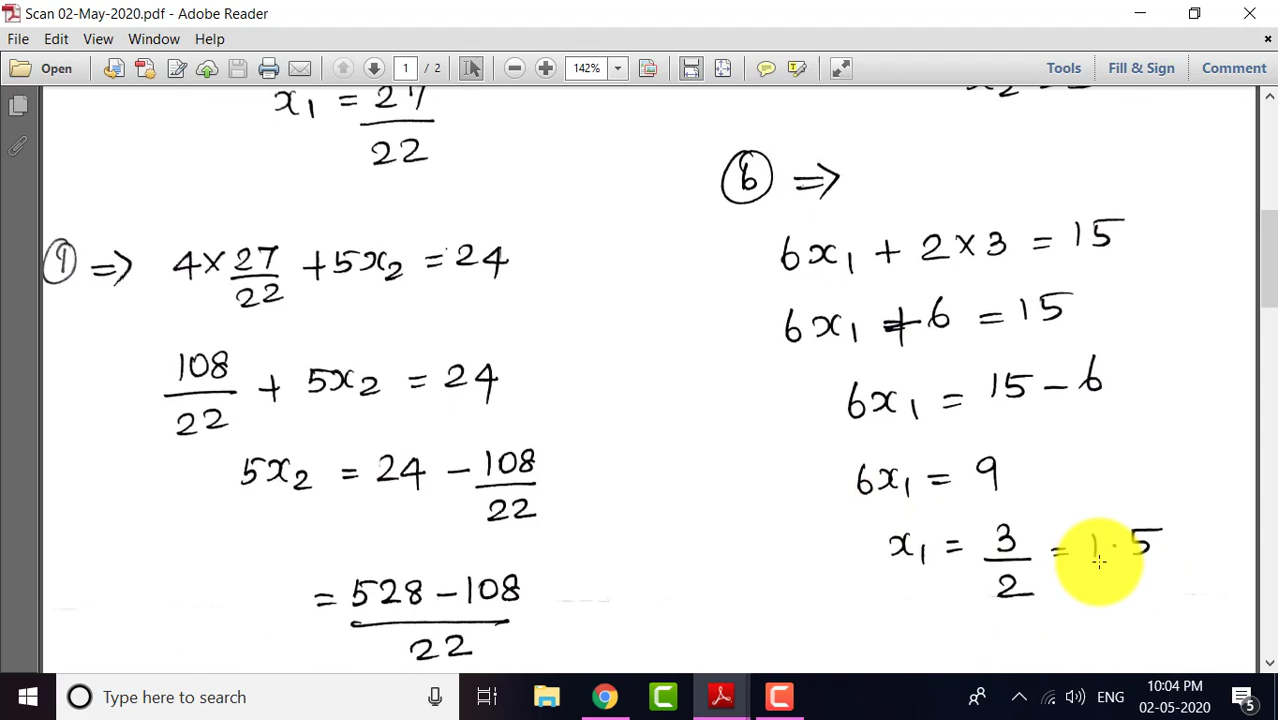 Scan 02-May-2020.pdf - Adobe Reader
File Edit View Window Help
Open 1 / 2 142% Tools Fill & Sign Comment
x₁ = 27/22
① ⇒ 4 × 27/22 + 5x₂ = 24
108/22 + 5x₂ = 24
5x₂ = 24 − 108/22
= 528 − 108/22
⑥ ⇒
6x₁ + 2 × 3 = 15
6x₁ + 6 = 15
6x₁ = 15 − 6
6x₁ = 9
x₁ = 3/2 = 1.5
Type here to search
ENG
10:04 PM
02-05-2020
5